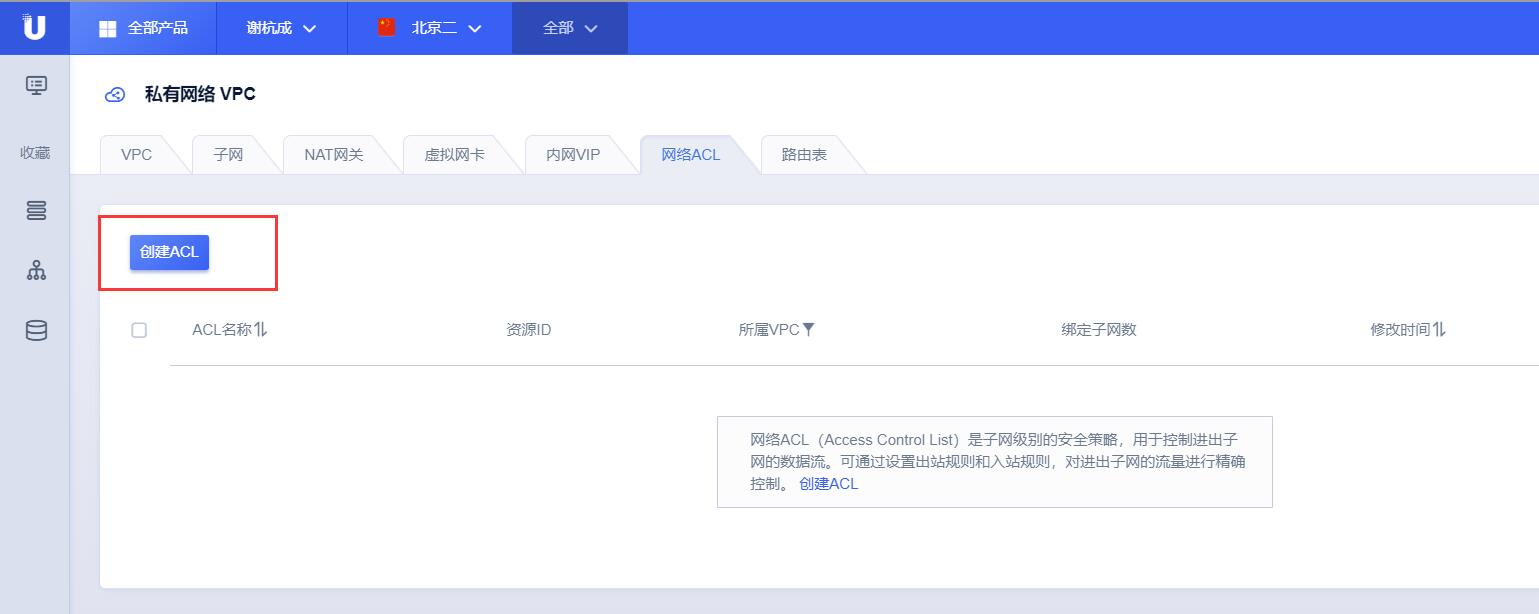 全部产品
谢杭成
北京二
全部
私有网络 VPC
VPC
子网
NAT网关
虚拟网卡
内网VIP
网络ACL
路由表
收藏
创建ACL
ACL名称
资源ID
所属VPC
绑定子网数
修改时间
网络ACL（Access Control List）是子网级别的安全策略，用于控制进出子
网的数据流。可通过设置出站规则和入站规则，对进出子网的流量进行精确
控制。 创建ACL